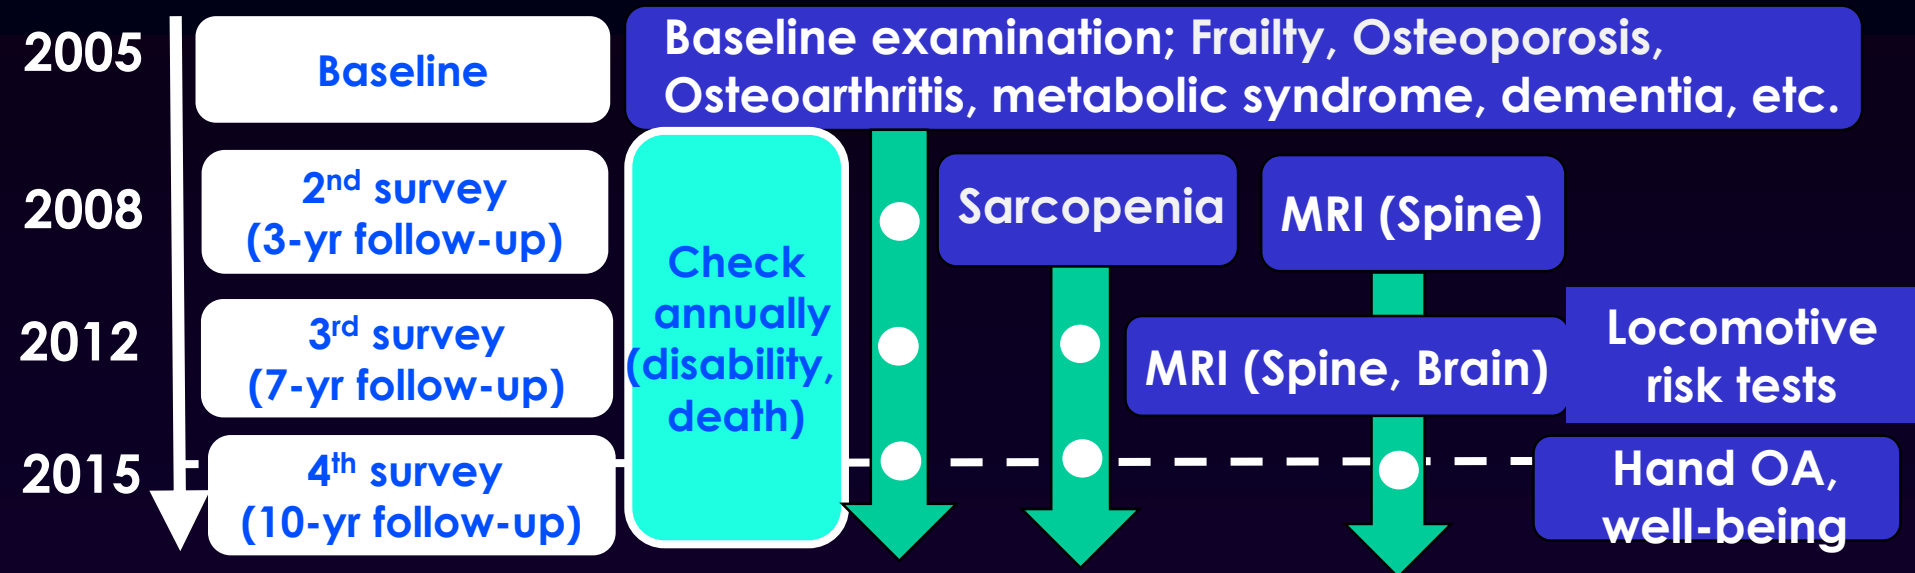 2005
Baseline
Baseline examination; Frailty, Osteoporosis,
Osteoarthritis, metabolic syndrome, dementia, etc.
2008
2nd survey
(3-yr follow-up)
Check
annually
(disability,
death)
Sarcopenia
MRI (Spine)
2012
3rd survey
(7-yr follow-up)
MRI (Spine, Brain)
Locomotive
risk tests
2015
4th survey
(10-yr follow-up)
Hand OA,
well-being